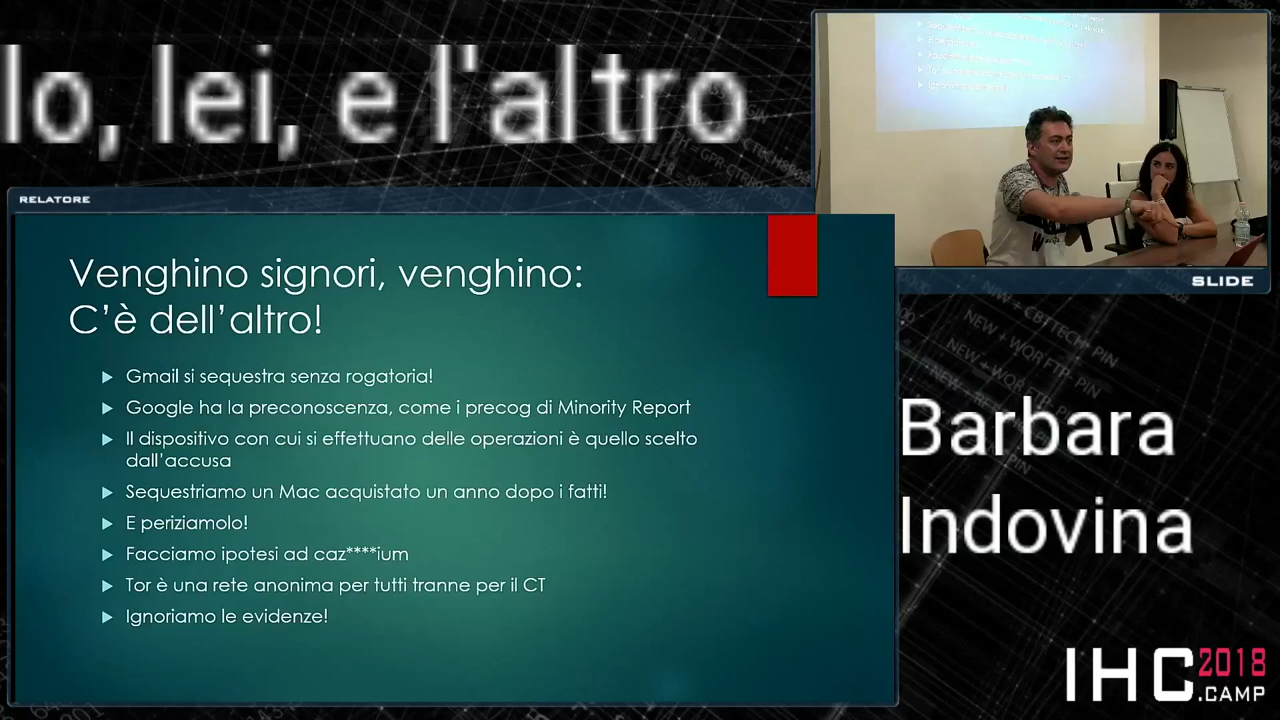 Io, lei, e l'altro
RELATORE
Venghino signori, venghino:
C'è dell'altro!
Gmail si sequestra senza rogatoria!
Google ha la preconoscenza, come i precog di Minority Report
Il dispositivo con cui si effettuano delle operazioni è quello scelto
dall'accusa
Sequestriamo un Mac acquistato un anno dopo i fatti!
E periziamolo!
Facciamo ipotesi ad caz****ium
Tor è una rete anonima per tutti tranne per il CT
Ignoriamo le evidenze!
SLIDE
Barbara
Indovina
IHC 2018
.CAMP